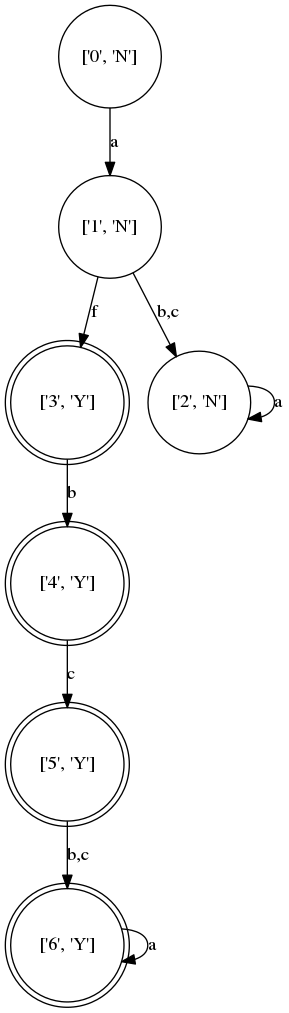 ['0', 'N']
a
['1', 'N']
f
b,c
['3', 'Y']
['2', 'N']
a
b
['4', 'Y']
c
['5', 'Y']
b,c
['6', 'Y']
a